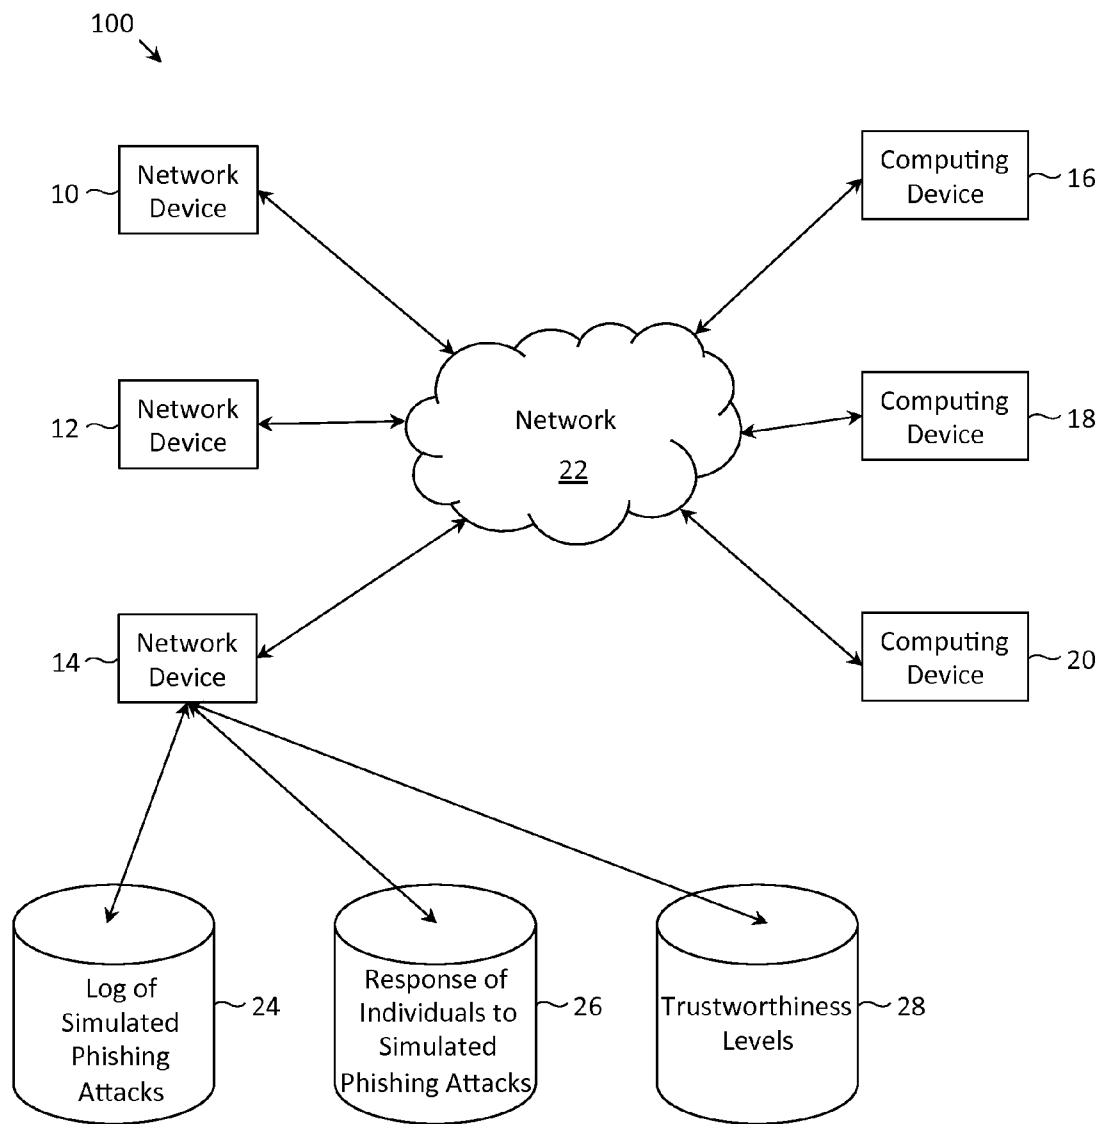 100
Network
Device
10
Computing
Device
16
Network
Device
12
Network
22
Computing
Device
18
Network
Device
14
Computing
Device
20
Log of
Simulated
Phishing
Attacks
24
Response of
Individuals to
Simulated
Phishing Attacks
26
Trustworthiness
Levels
28